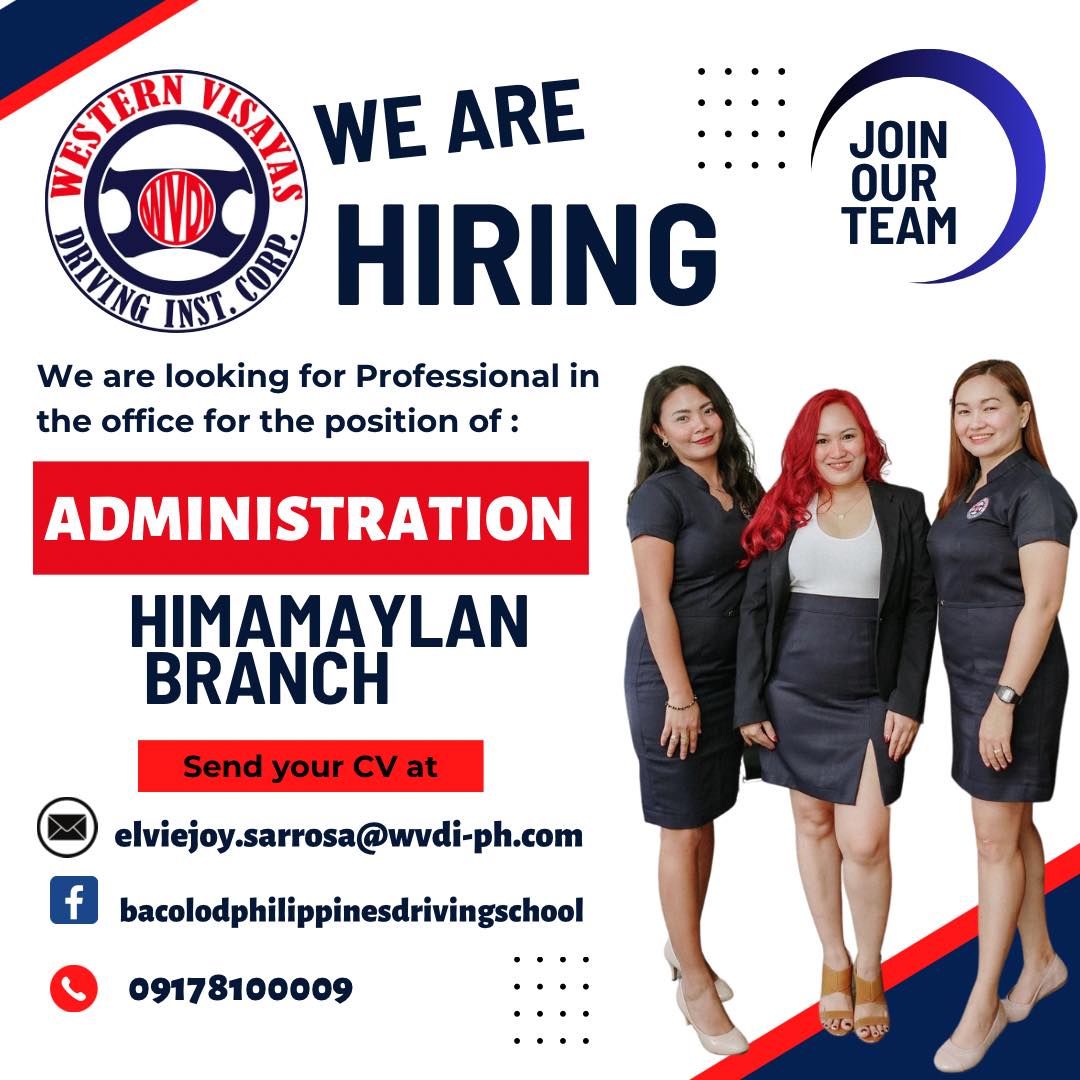 WESTERN VISAYAS
WVDI
DRIVING INST. CORP.
WE ARE
HIRING
JOIN
OUR
TEAM
We are looking for Professional in
the office for the position of :
ADMINISTRATION
HIMAMAYLAN
BRANCH
Send your CV at
elviejoy.sarrosa@wvdi-ph.com
f
bacolodphilippinesdrivingschool
09178100009